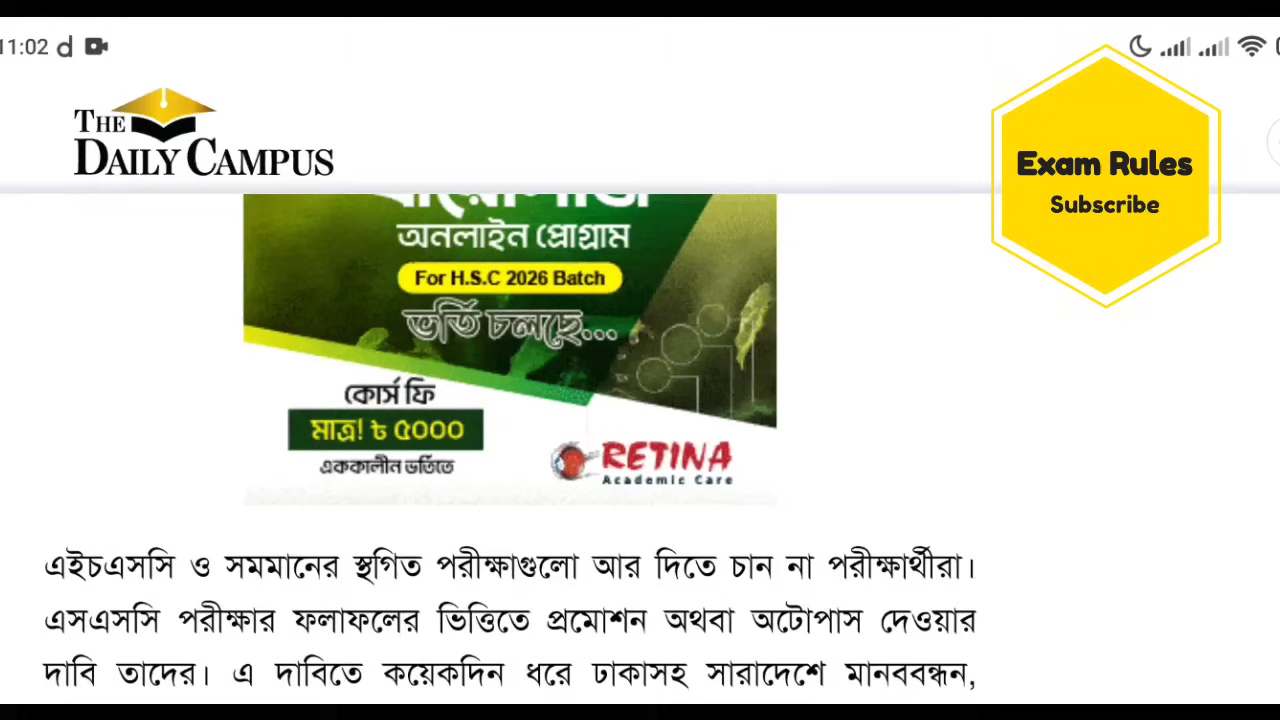 11:02 d
THE
DAILY CAMPUS
Exam Rules
Subscribe
অনলাইন প্রোগ্রাম
For H.S.C 2026 Batch
ভর্তি চলছে...
কোর্স ফি
মাত্র! ৳ ৫০০০
এককালীন ভর্তিতে
RETINA
Academic Care
এইচএসসি ও সমমানের স্থগিত পরীক্ষাগুলো আর দিতে চান না পরীক্ষার্থীরা।
এসএসসি পরীক্ষার ফলাফলের ভিত্তিতে প্রমোশন অথবা অটোপাস দেওয়ার
দাবি তাদের। এ দাবিতে কয়েকদিন ধরে ঢাকাসহ সারাদেশে মানববন্ধন,